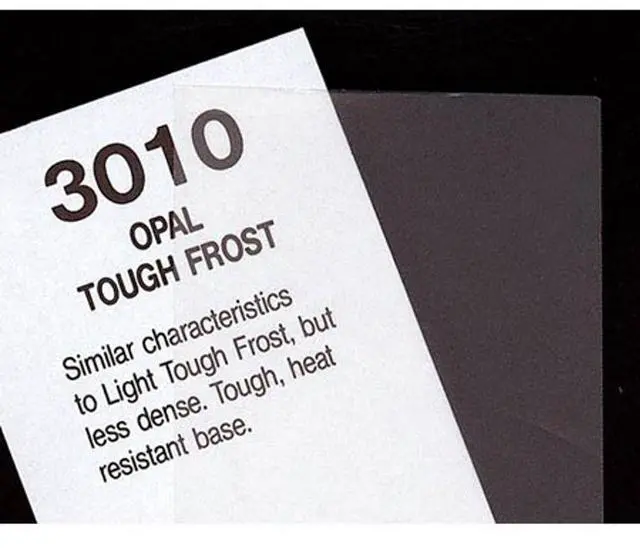 3010
OPAL
TOUGH FROST
Similar characteristics
to Light Tough Frost, but
less dense. Tough, heat
resistant base.